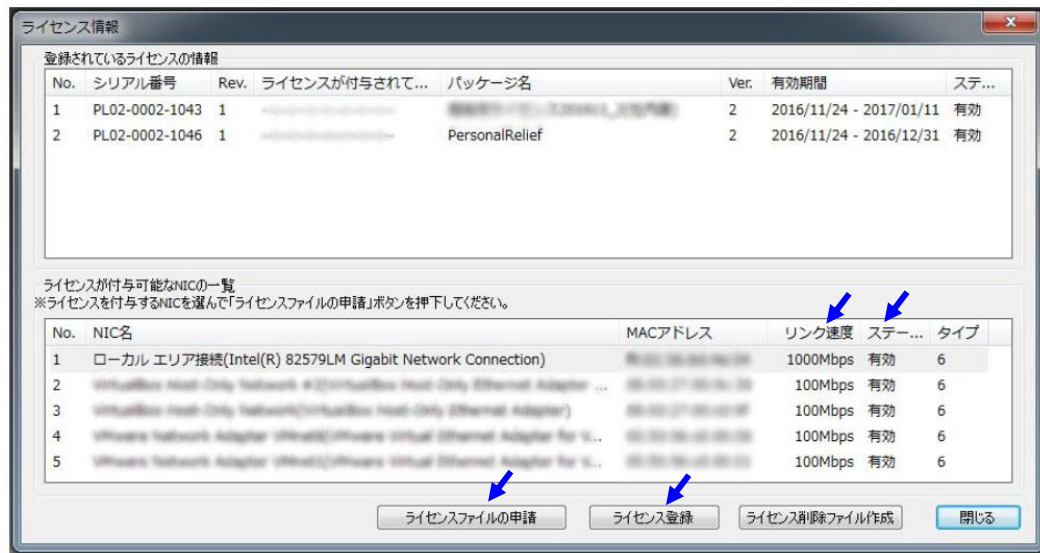 ライセンス情報
登録されているライセンスの情報
No. シリアル番号 Rev. ライセンスが付与されて... パッケージ名 Ver. 有効期間 ステ...
1 PL02-0002-1043 1 2 2016/11/24 - 2017/01/11 有効
2 PL02-0002-1046 1 PersonalRelief 2 2016/11/24 - 2016/12/31 有効
ライセンスが付与可能なNICの一覧
※ライセンスを付与するNICを選んで「ライセンスファイルの申請」ボタンを押下してください。
No. NIC名 MACアドレス リンク速度 ステー... タイプ
1 ローカル エリア接続(Intel(R) 82579LM Gigabit Network Connection) 1000Mbps 有効 6
2 100Mbps 有効 6
3 100Mbps 有効 6
4 100Mbps 有効 6
5 100Mbps 有効 6
ライセンスファイルの申請 ライセンス登録 ライセンス削除ファイル作成 閉じる